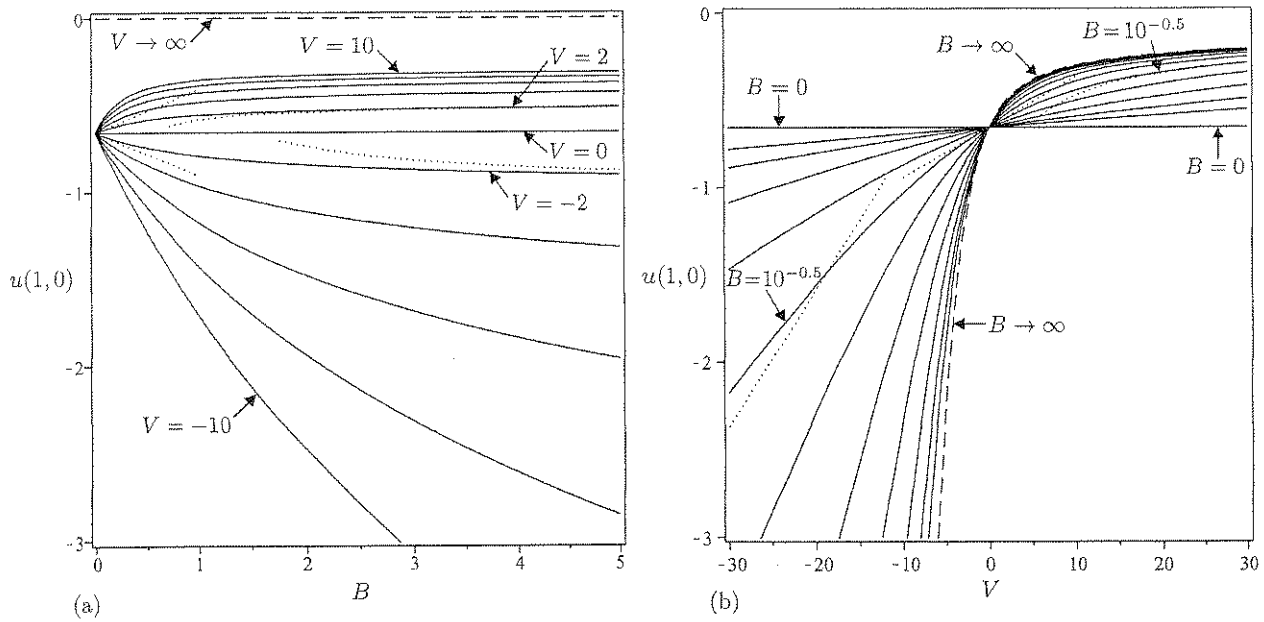 0
V → ∞
V = 10
V = 2
-1
V = 0
V = −2
u(1,0)
-2
V = −10
-3
0
1
2
3
4
5
B
(a)
0
B → ∞
B = 10^{−0.5}
B = 0
B = 0
-1
u(1,0)
B = 10^{−0.5}
B → ∞
-2
-3
-30
-20
-10
0
10
20
30
V
(b)